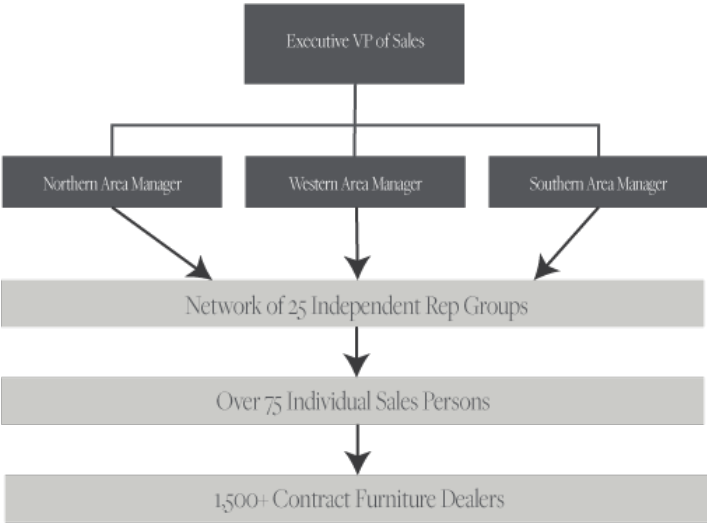 Executive VP of Sales
Northern Area Manager
Western Area Manager
Southern Area Manager
Network of 25 Independent Rep Groups
Over 75 Individual Sales Persons
1,500+ Contract Furniture Dealers